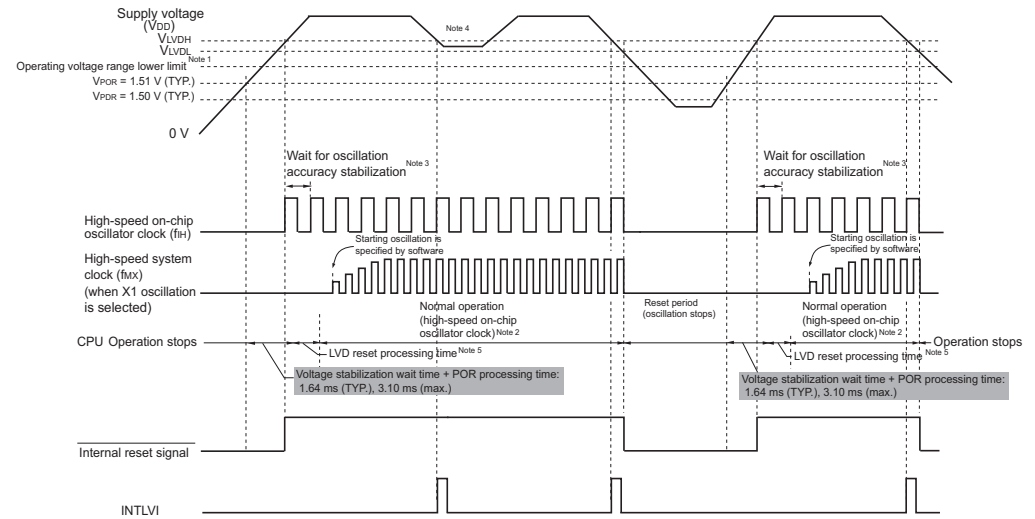 Supply voltage
(VDD)
VLVDH
VLVDL
Operating voltage range lower limit Note 1
VPOR = 1.51 V (TYP.)
VPDR = 1.50 V (TYP.)
0 V
Note 4
Wait for oscillation
accuracy stabilization Note 3
Wait for oscillation
accuracy stabilization Note 3
High-speed on-chip
oscillator clock (fIH)
Starting oscillation is
specified by software
Starting oscillation is
specified by software
High-speed system
clock (fMX)
(when X1 oscillation
is selected)
Normal operation
(high-speed on-chip
oscillator clock) Note 2
Reset period
(oscillation stops)
Normal operation
(high-speed on-chip
oscillator clock) Note 2
CPU Operation stops
Operation stops
LVD reset processing time Note 5
LVD reset processing time Note 5
Voltage stabilization wait time + POR processing time:
1.64 ms (TYP.), 3.10 ms (max.)
Voltage stabilization wait time + POR processing time:
1.64 ms (TYP.), 3.10 ms (max.)
Internal reset signal
INTLVI